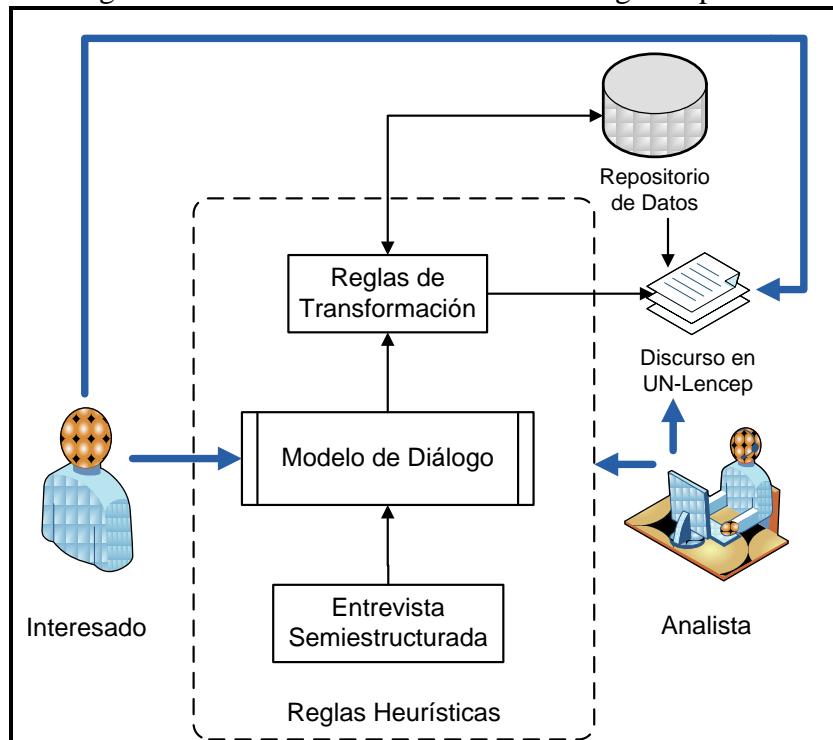 Repositorio
de Datos
Reglas de
Transformación
Discurso en
UN-Lencep
Modelo de Diálogo
Interesado
Entrevista
Semiestructurada
Analista
Reglas Heurísticas